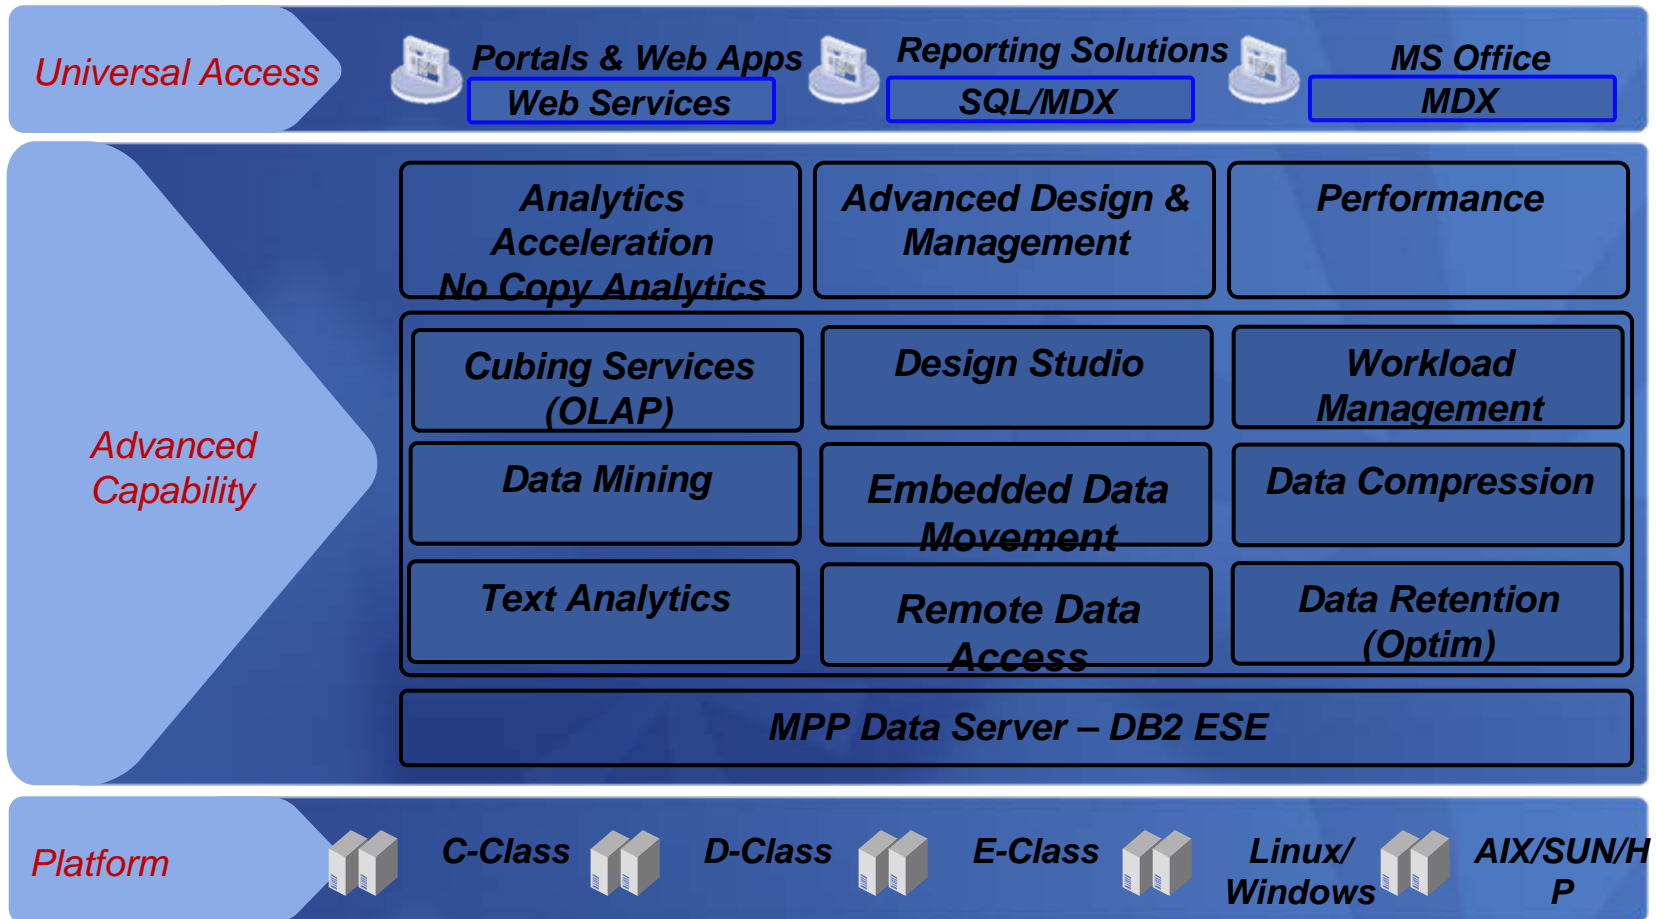 Universal Access
Portals & Web Apps
Web Services
Reporting Solutions
SQL/MDX
MS Office
MDX
Advanced
Capability
Analytics
Acceleration
No Copy Analytics
Advanced Design &
Management
Performance
Cubing Services
(OLAP)
Design Studio
Workload
Management
Data Mining
Embedded Data
Movement
Data Compression
Text Analytics
Remote Data
Access
Data Retention
(Optim)
MPP Data Server – DB2 ESE
Platform
C-Class
D-Class
E-Class
Linux/
Windows
AIX/SUN/H
P